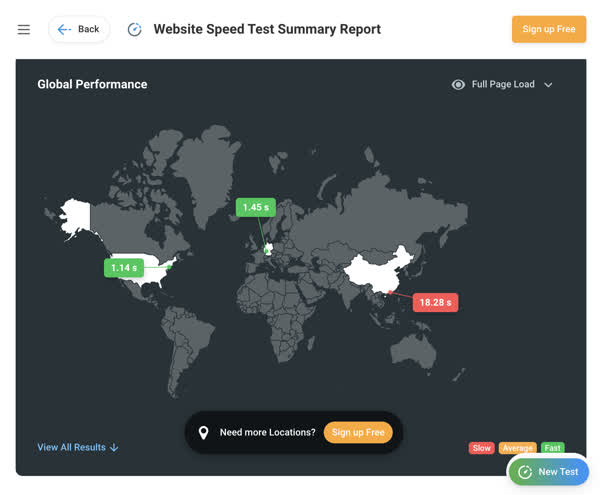 Back
Website Speed Test Summary Report
Sign up Free
Global Performance
Full Page Load
1.45 s
1.14 s
18.28 s
Need more Locations?
Sign up Free
View All Results
Slow
Average
Fast
New Test